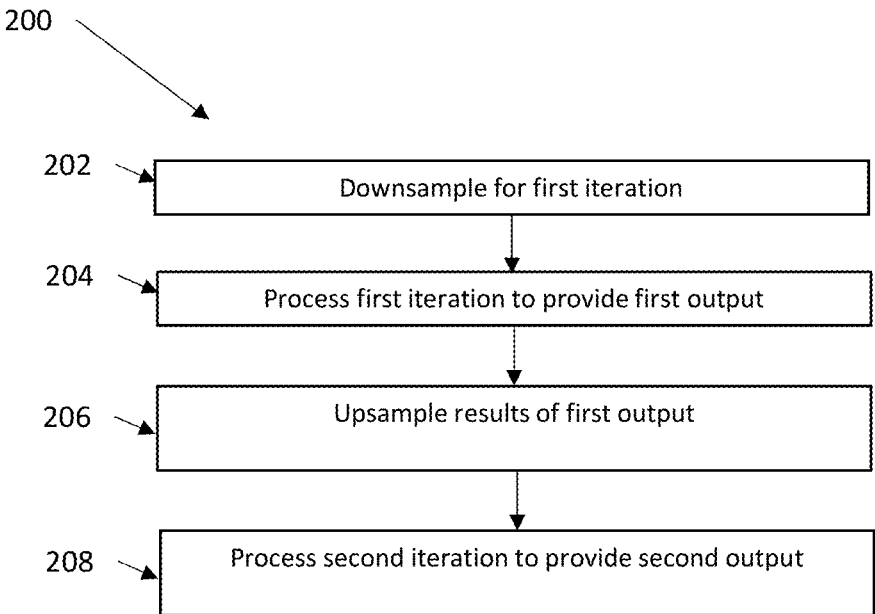 200
202
Downsample for first iteration
204
Process first iteration to provide first output
206
Upsample results of first output
208
Process second iteration to provide second output